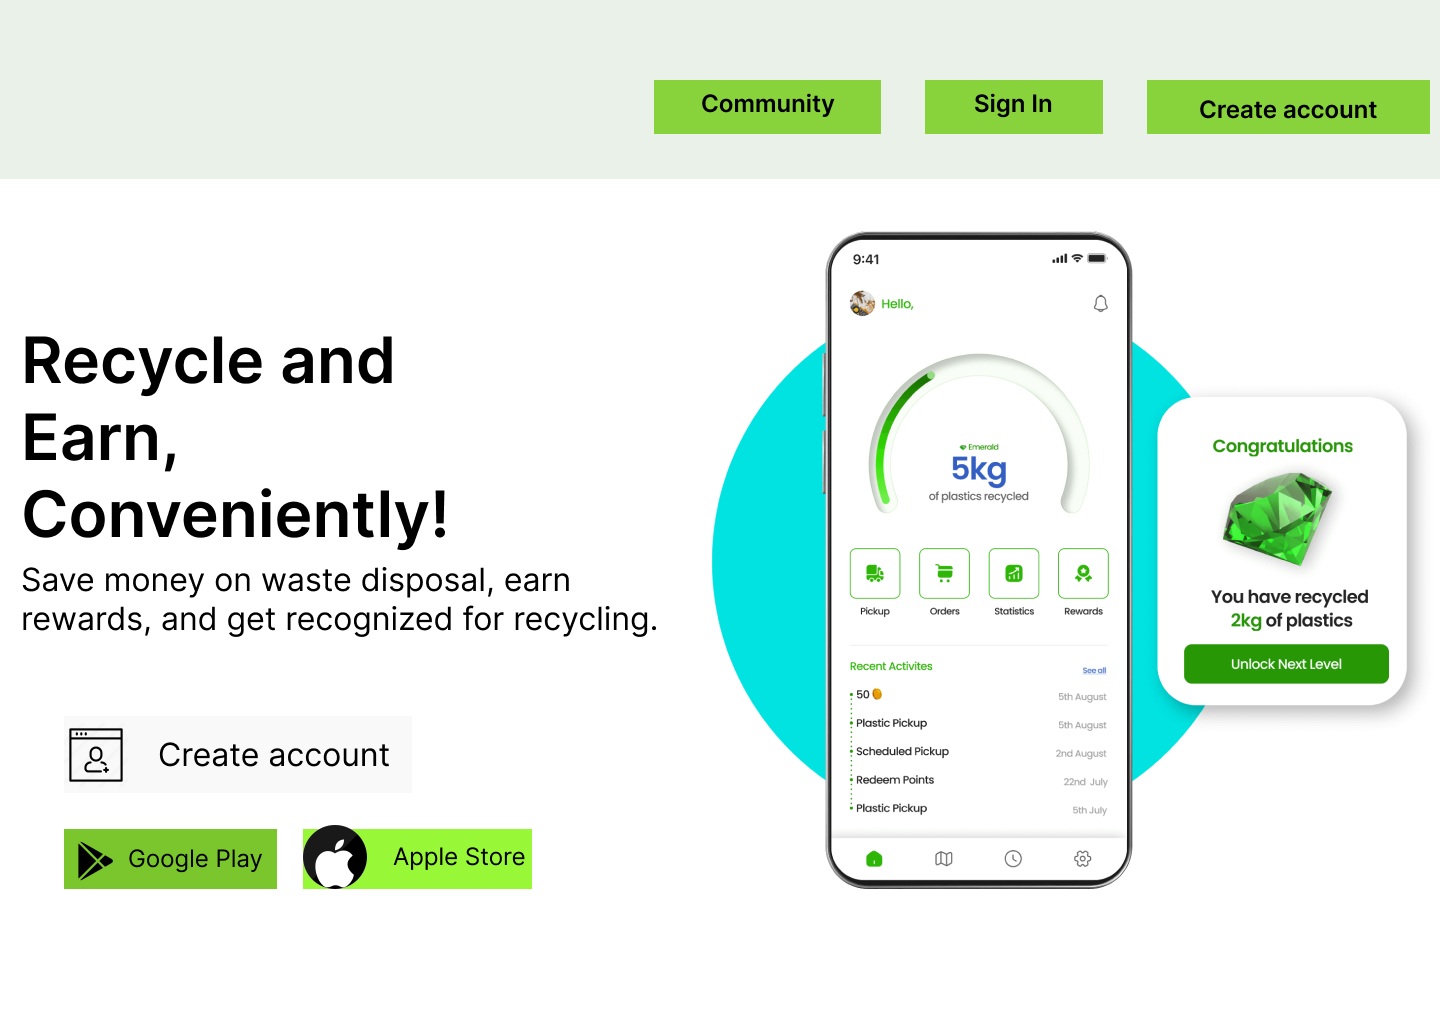 Community
Sign In
Create account
Recycle and
Earn,
Conveniently!
Save money on waste disposal, earn
rewards, and get recognized for recycling.
Create account
Google Play
Apple Store
9:41
Hello,
Emerald
5kg
of plastics recycled
Pickup
Orders
Statistics
Rewards
Recent Activites
See all
50
5th August
Plastic Pickup
5th August
Scheduled Pickup
2nd August
Redeem Points
22nd July
Plastic Pickup
5th July
Congratulations
You have recycled
2kg of plastics
Unlock Next Level